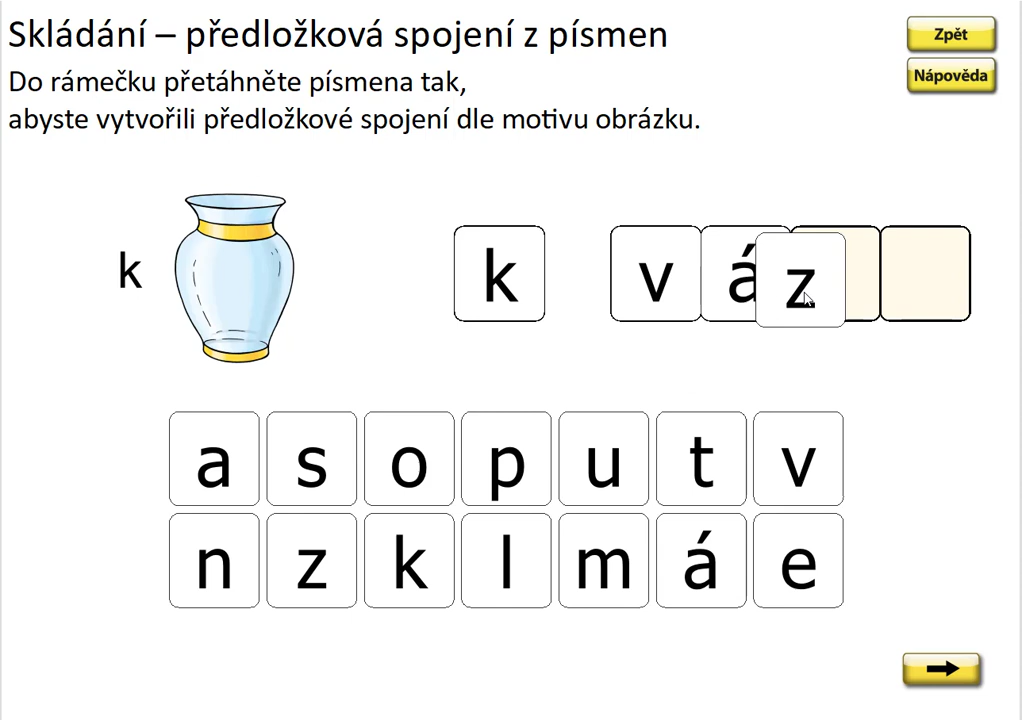 Skládání – předložková spojení z písmen
Zpět
Nápověda
Do rámečku přetáhněte písmena tak,
abyste vytvořili předložkové spojení dle motivu obrázku.
k
k v á z
a s o p u t v
n z k l m á e